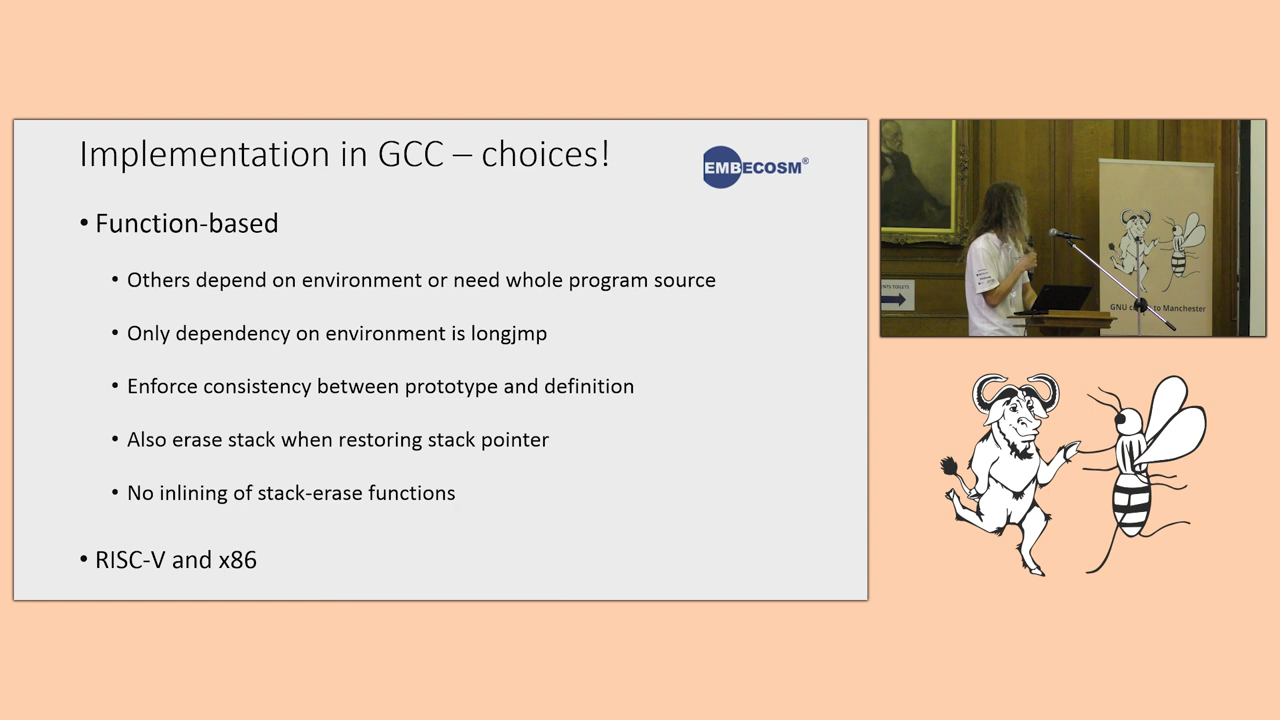 Implementation in GCC – choices!
EMBECOSM®
• Function-based
• Others depend on environment or need whole program source
• Only dependency on environment is longjmp
• Enforce consistency between prototype and definition
• Also erase stack when restoring stack pointer
• No inlining of stack-erase functions
• RISC-V and x86
TOILETS
GNU to Manchester